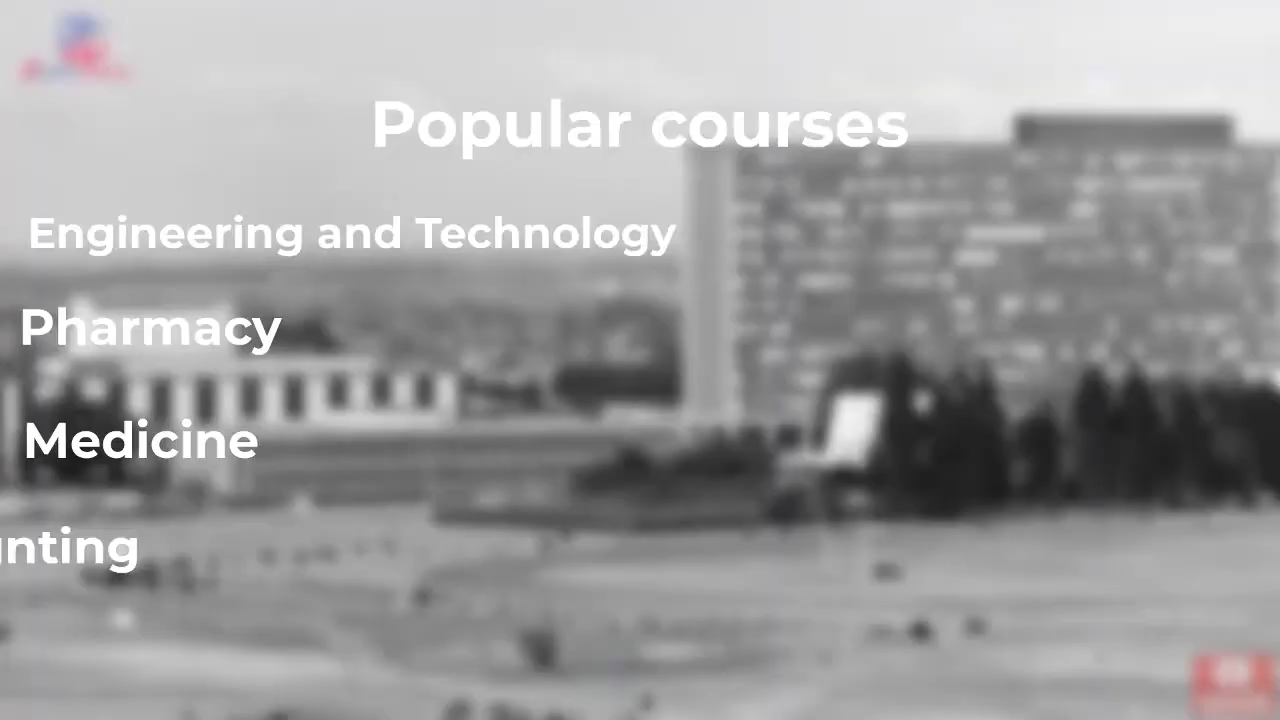 Popular courses
Engineering and Technology
Pharmacy
Medicine
unting